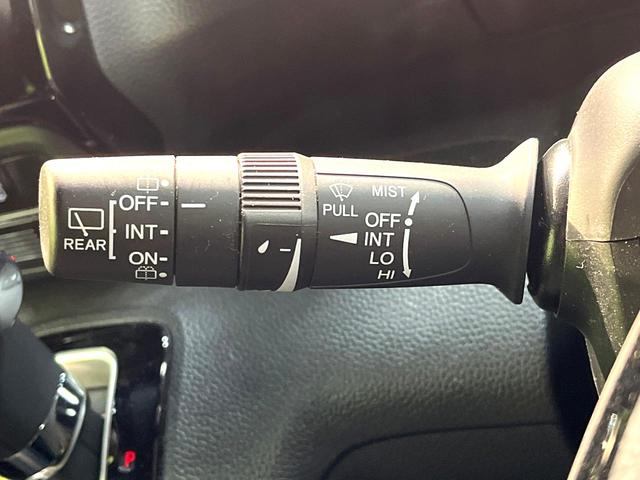 OFF
REAR
INT
ON
PULL
MIST
OFF
INT
LO
HI
P